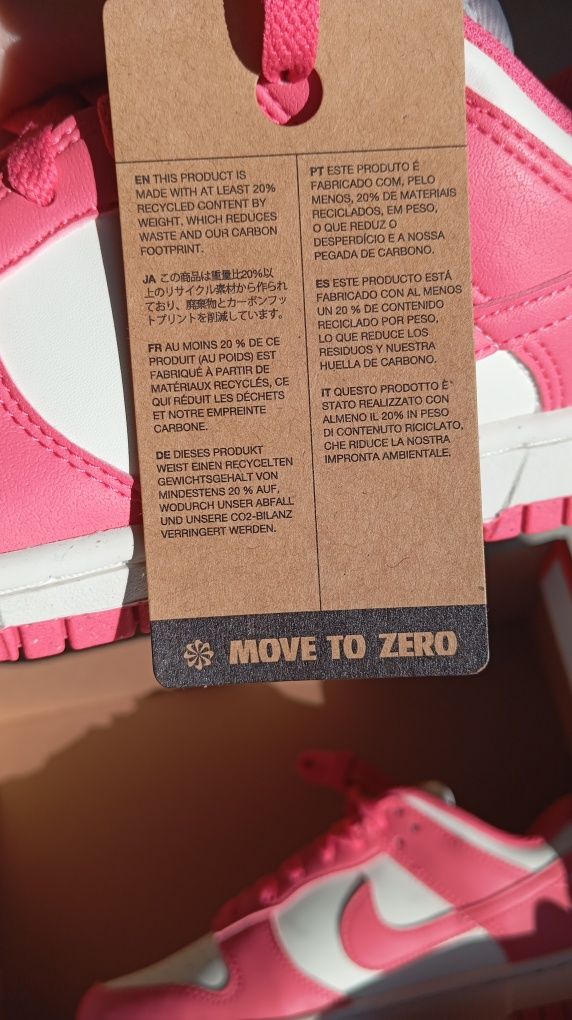 EN THIS PRODUCT IS
MADE WITH AT LEAST 20%
RECYCLED CONTENT BY
WEIGHT, WHICH REDUCES
WASTE AND OUR CARBON
FOOTPRINT.
JA この商品は重量比20%以
上のリサイクル素材から作られ
ており、廃棄物とカーボンフッ
トプリントを削減しています。
FR AU MOINS 20 % DE CE
PRODUIT (AU POIDS) EST
FABRIQUÉ À PARTIR DE
MATÉRIAUX RECYCLÉS, CE
QUI RÉDUIT LES DÉCHETS
ET NOTRE EMPREINTE
CARBONE.
DE DIESES PRODUKT
WEIST EINEN RECYCELTEN
GEWICHTSGEHALT VON
MINDESTENS 20 % AUF,
WODURCH UNSER ABFALL
UND UNSERE CO2-BILANZ
VERRINGERT WERDEN.
PT ESTE PRODUTO É
FABRICADO COM, PELO
MENOS, 20% DE MATERIAIS
RECICLADOS, EM PESO,
O QUE REDUZ O
DESPERDÍCIO E A NOSSA
PEGADA DE CARBONO.
ES ESTE PRODUCTO ESTÁ
FABRICADO CON AL MENOS
UN 20 % DE CONTENIDO
RECICLADO POR PESO,
LO QUE REDUCE LOS
RESIDUOS Y NUESTRA
HUELLA DE CARBONO.
IT QUESTO PRODOTTO È
STATO REALIZZATO CON
ALMENO IL 20% IN PESO
DI CONTENUTO RICICLATO,
CHE RIDUCE LA NOSTRA
IMPRONTA AMBIENTALE.
MOVE TO ZERO